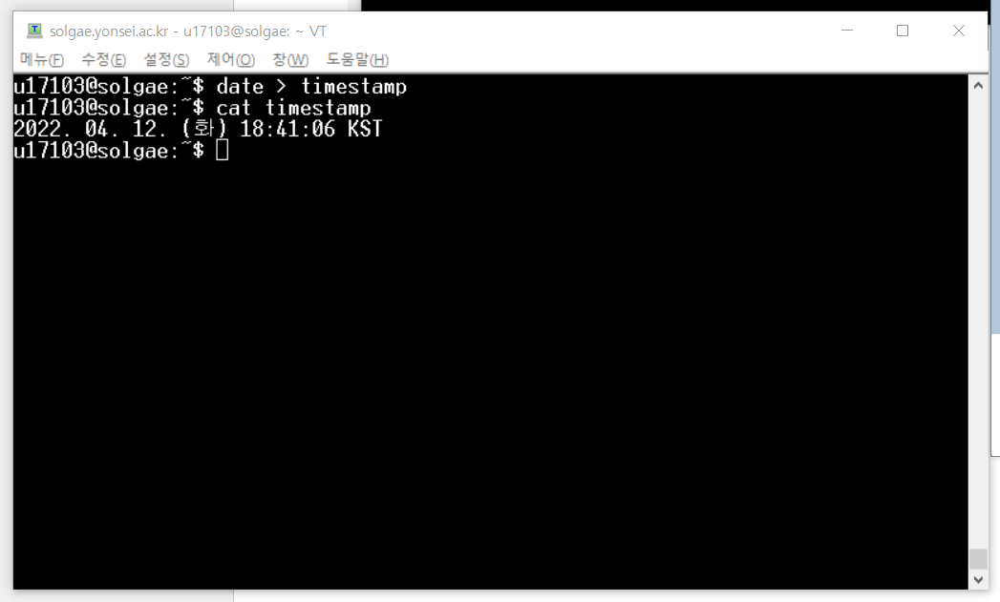 solgae.yonsei.ac.kr - u17103@solgae: ~ VT
메뉴(F) 수정(E) 설정(S) 제어(O) 창(W) 도움말(H)
u17103@solgae:~$ date > timestamp
u17103@solgae:~$ cat timestamp
2022. 04. 12. (화) 18:41:06 KST
u17103@solgae:~$